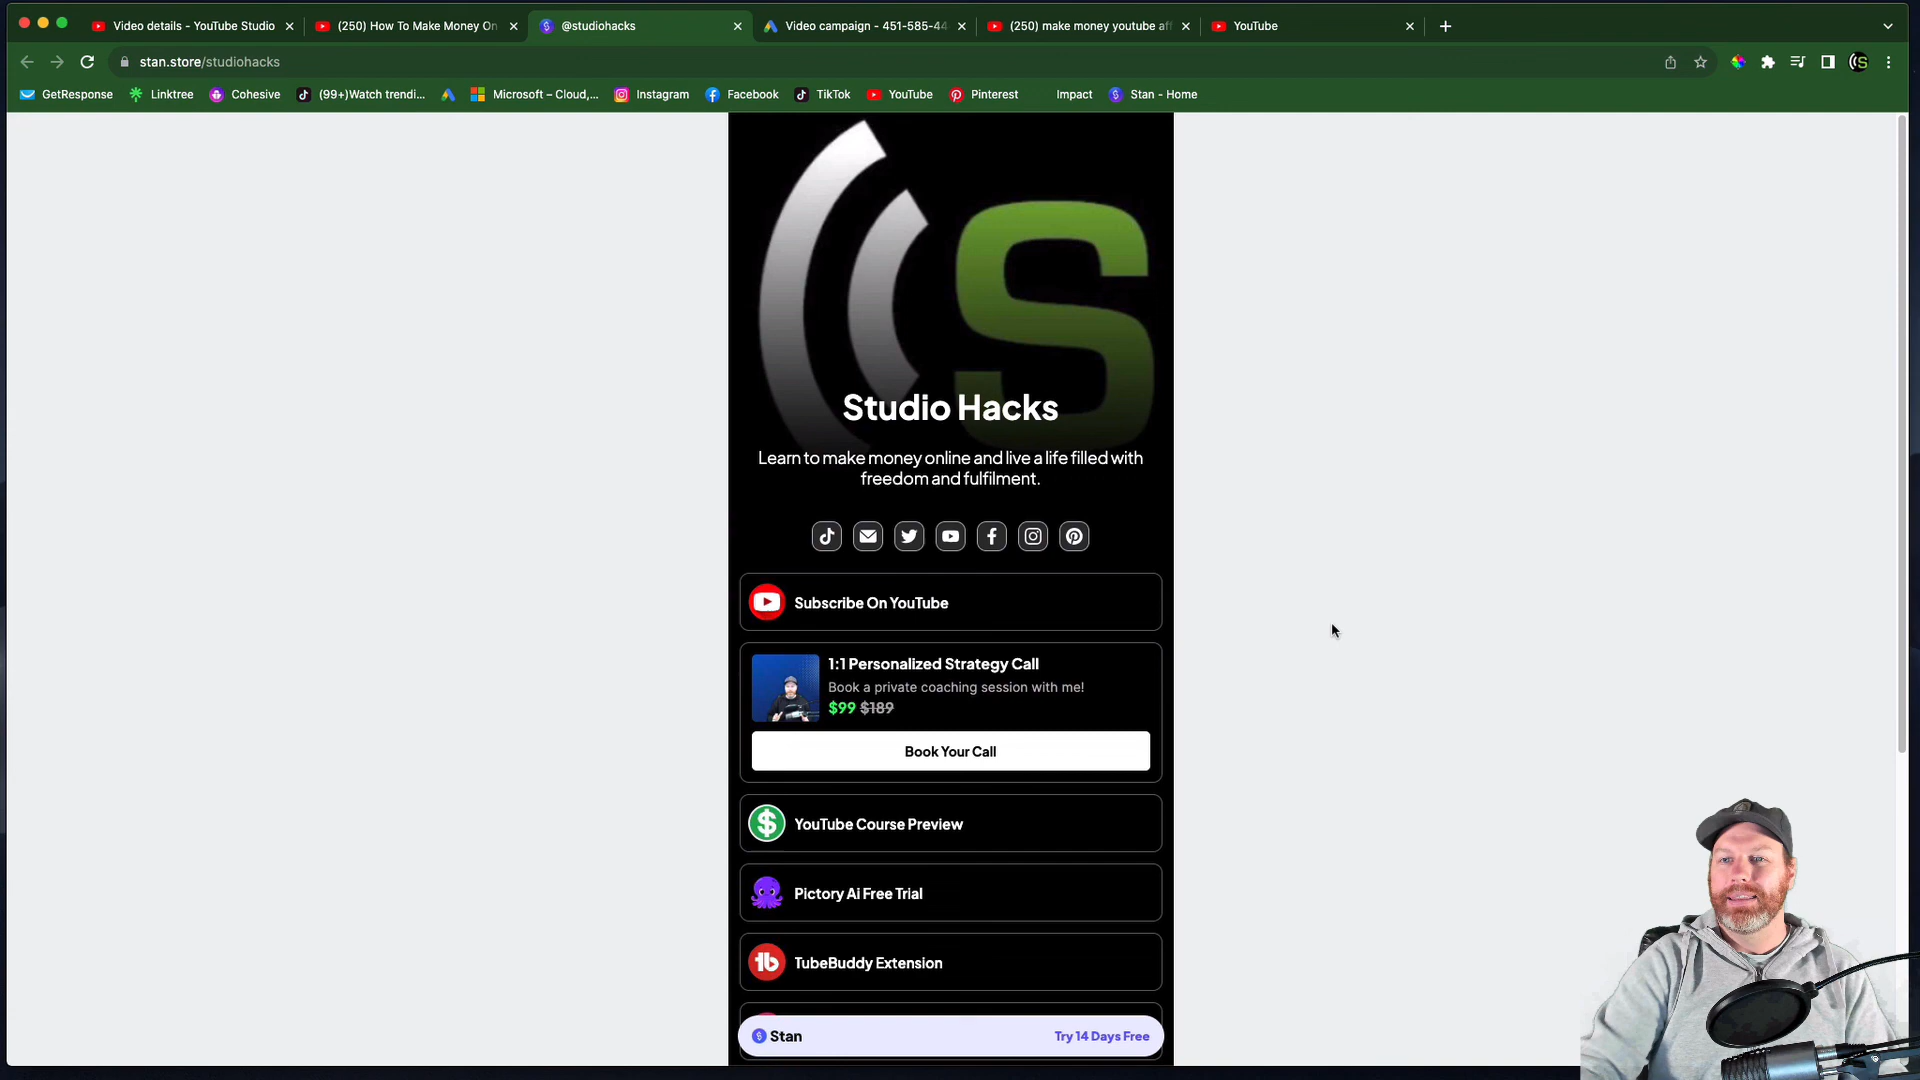 Video details - YouTube Studio
(250) How To Make Money On
@studiohacks
Video campaign - 451-585-44
(250) make money youtube aff
YouTube
stan.store/studiohacks
GetResponse
Linktree
Cohesive
(99+)Watch trendi...
Microsoft – Cloud,...
Instagram
Facebook
TikTok
YouTube
Pinterest
Impact
Stan - Home
S
Studio Hacks
Learn to make money online and live a life filled with
freedom and fulfilment.
Subscribe On YouTube
1:1 Personalized Strategy Call
Book a private coaching session with me!
$99 $189
Book Your Call
YouTube Course Preview
Pictory Ai Free Trial
TubeBuddy Extension
Stan
Try 14 Days Free